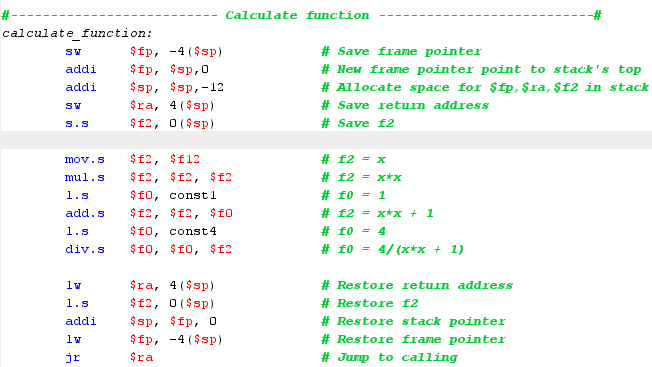 #--------------------------- Calculate function ----------------------------#
calculate_function:
sw $fp, -4($sp) # Save frame pointer
addi $fp, $sp,0 # New frame pointer point to stack's top
addi $sp, $sp,-12 # Allocate space for $fp,$ra,$f2 in stack
sw $ra, 4($sp) # Save return address
s.s $f2, 0($sp) # Save f2
mov.s $f2, $f12 # f2 = x
mul.s $f2, $f2, $f2 # f2 = x*x
l.s $f0, const1 # f0 = 1
add.s $f2, $f2, $f0 # f2 = x*x + 1
l.s $f0, const4 # f0 = 4
div.s $f0, $f0, $f2 # f0 = 4/(x*x + 1)
lw $ra, 4($sp) # Restore return address
l.s $f2, 0($sp) # Restore f2
addi $sp, $fp, 0 # Restore stack pointer
lw $fp, -4($sp) # Restore frame pointer
jr $ra # Jump to calling